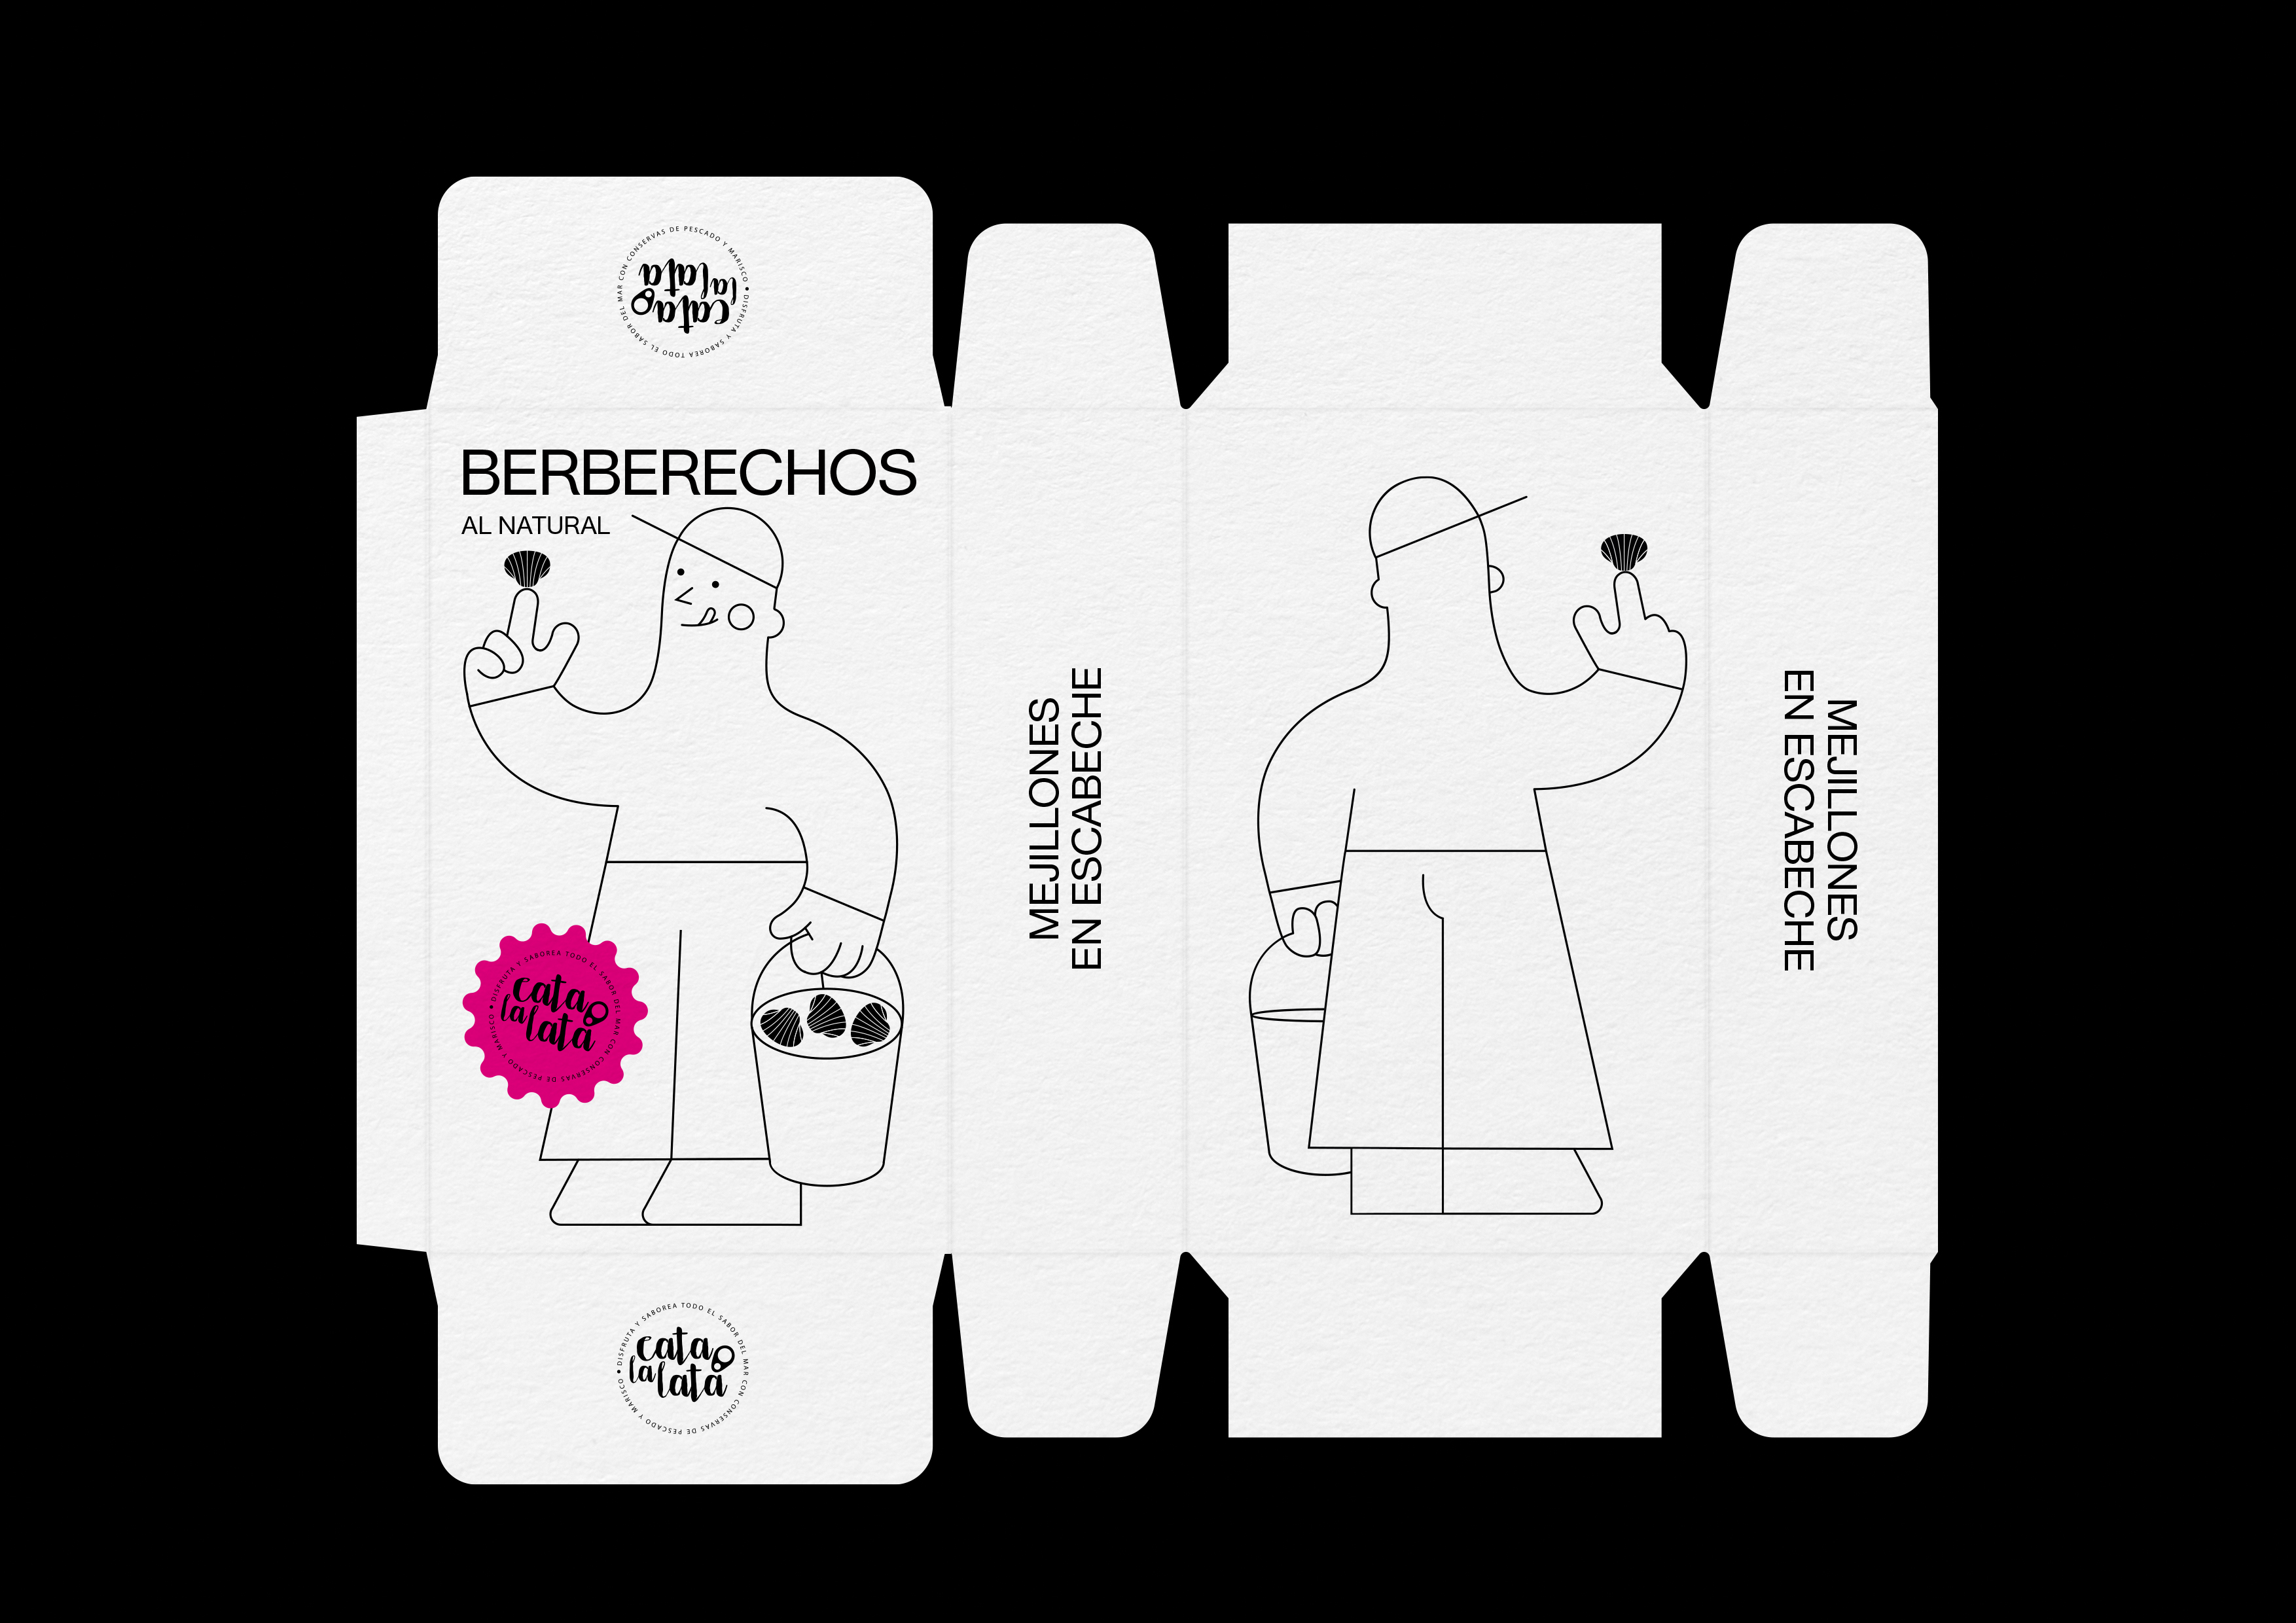 DISFRUTA Y SABOREA TODO EL SABOR DEL MAR CON CONSERVAS DE PESCADO Y MARISCO •
cata
la lata
BERBERECHOS
AL NATURAL
DISFRUTA Y SABOREA TODO EL SABOR DEL MAR CON CONSERVAS DE PESCADO Y MARISCO •
cata
la lata
MEJILLONES
EN ESCABECHE
MEJILLONES
EN ESCABECHE
DISFRUTA Y SABOREA TODO EL SABOR DEL MAR CON CONSERVAS DE PESCADO Y MARISCO •
cata
la lata